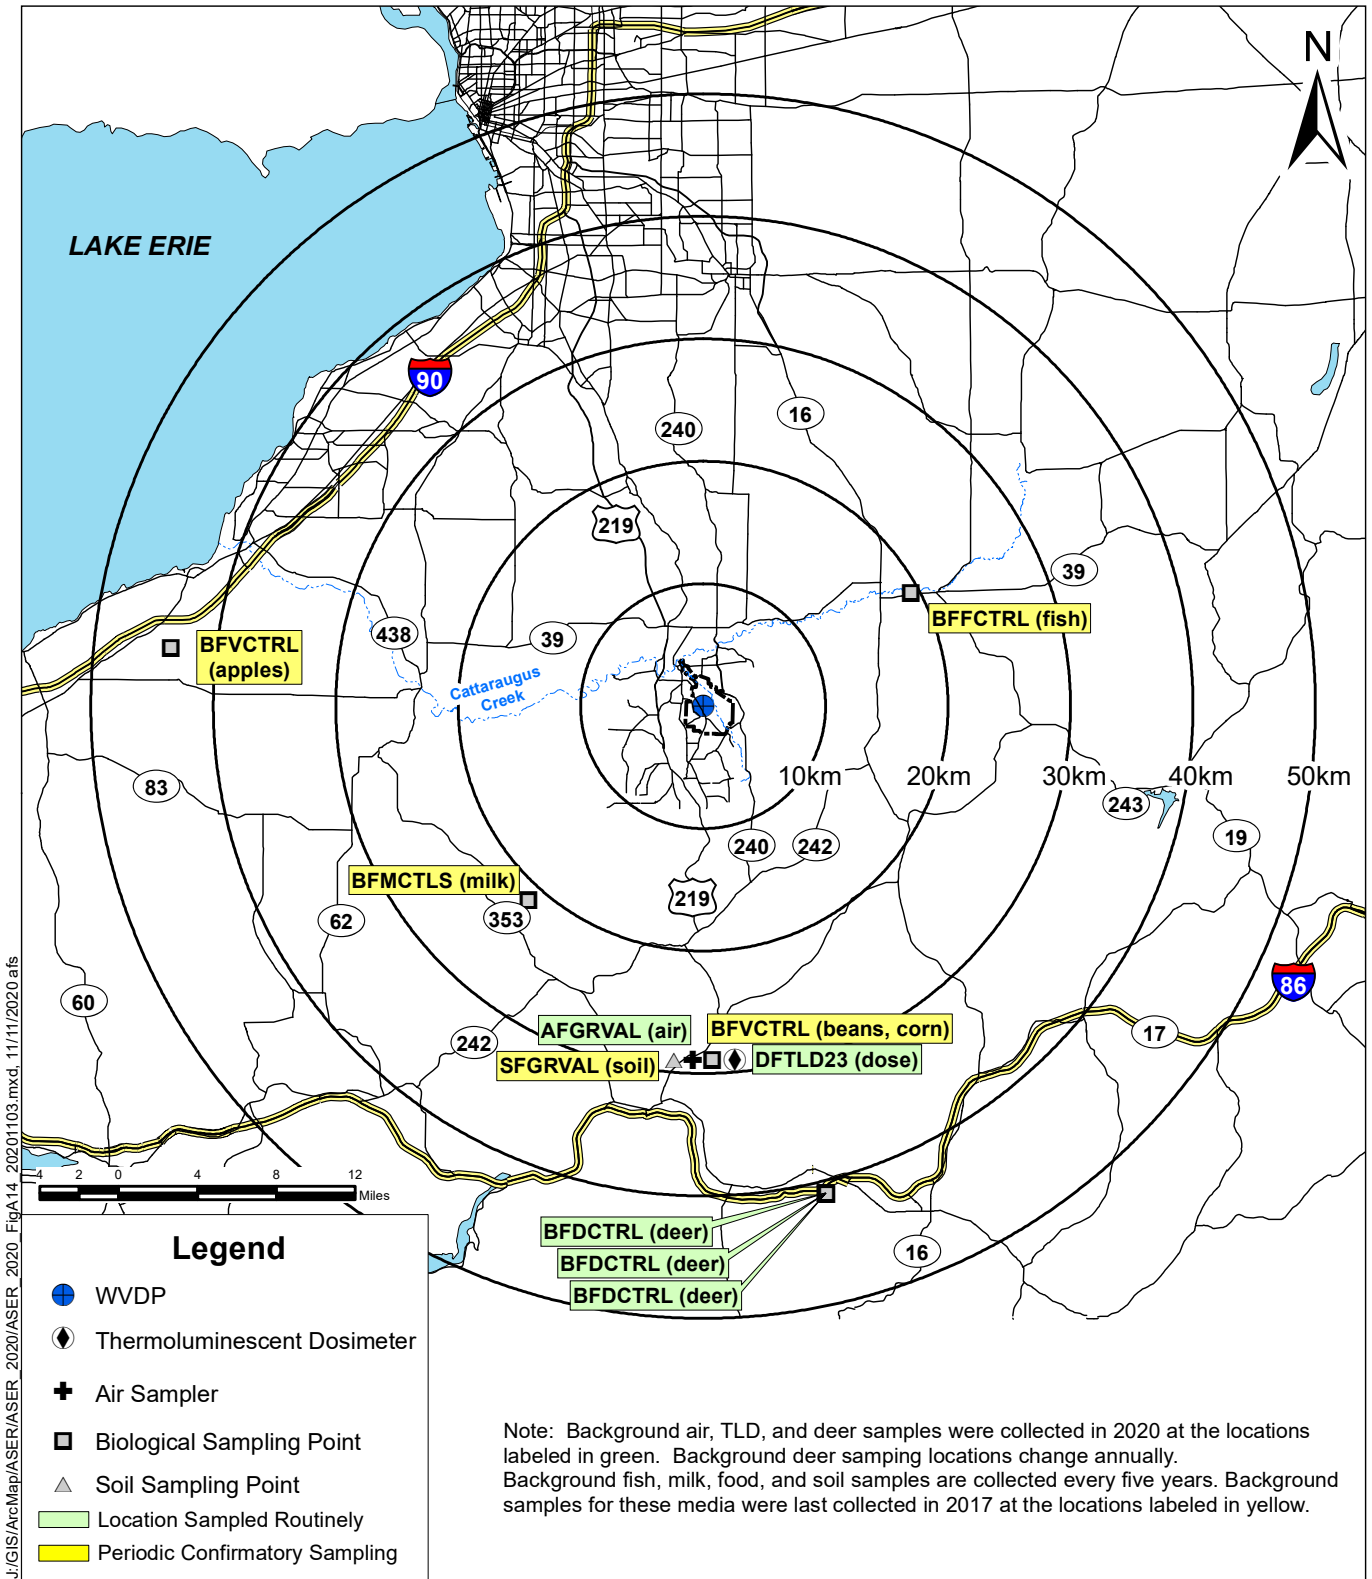 N
LAKE ERIE
90
240
16
219
39
BFFCTRL (fish)
438
39
BFVCTRL
(apples)
Cattaraugus
Creek
10km
20km
30km
40km
50km
83
243
19
240
242
BFMCTLS (milk)
219
353
62
86
60
AFGRVAL (air)
BFVCTRL (beans, corn)
17
242
SFGRVAL (soil)
DFTLD23 (dose)
4 2 0 4 8 12
Miles
BFDCTRL (deer)
16
BFDCTRL (deer)
BFDCTRL (deer)
Legend
WVDP
Thermoluminescent Dosimeter
Air Sampler
Biological Sampling Point
Soil Sampling Point
Location Sampled Routinely
Periodic Confirmatory Sampling
Note: Background air, TLD, and deer samples were collected in 2020 at the locations
labeled in green. Background deer samping locations change annually.
Background fish, milk, food, and soil samples are collected every five years. Background
samples for these media were last collected in 2017 at the locations labeled in yellow.
J:/GIS/ArcMap/ASER/ASER_2020/ASER_2020_FigA14_20201103.mxd, 11/11/2020 afs